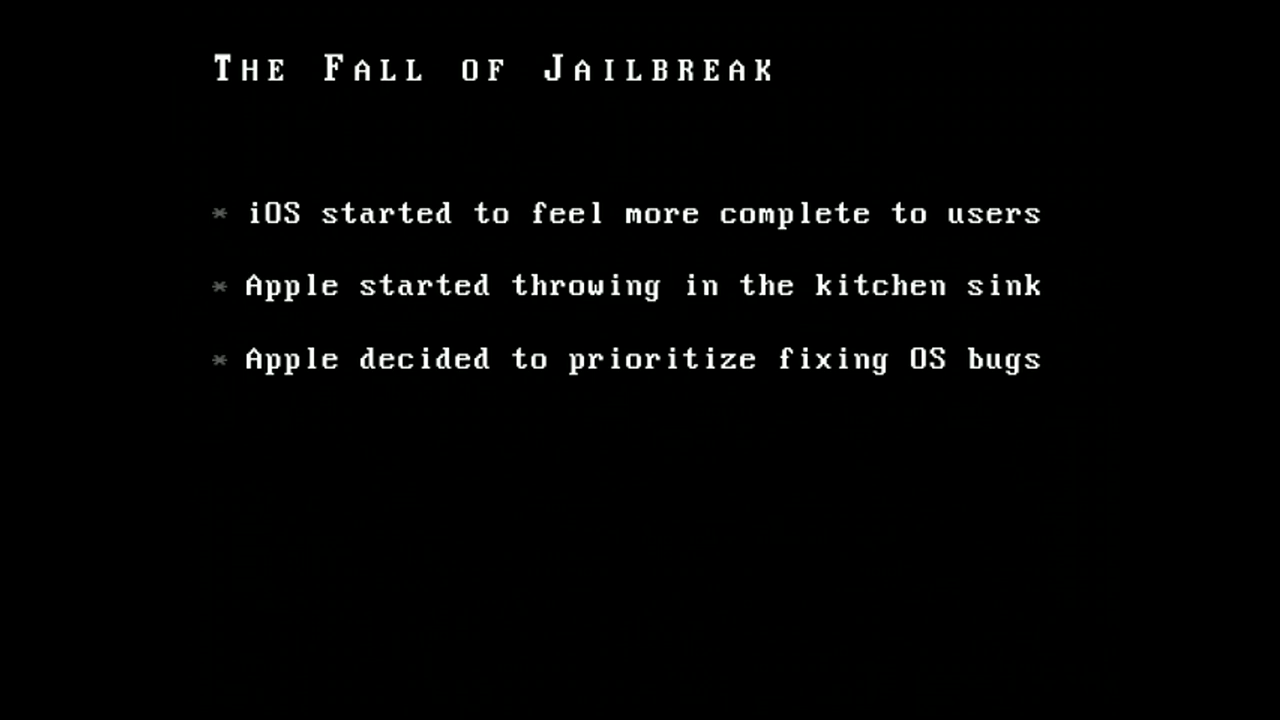 The Fall of Jailbreak
* iOS started to feel more complete to users
* Apple started throwing in the kitchen sink
* Apple decided to prioritize fixing OS bugs